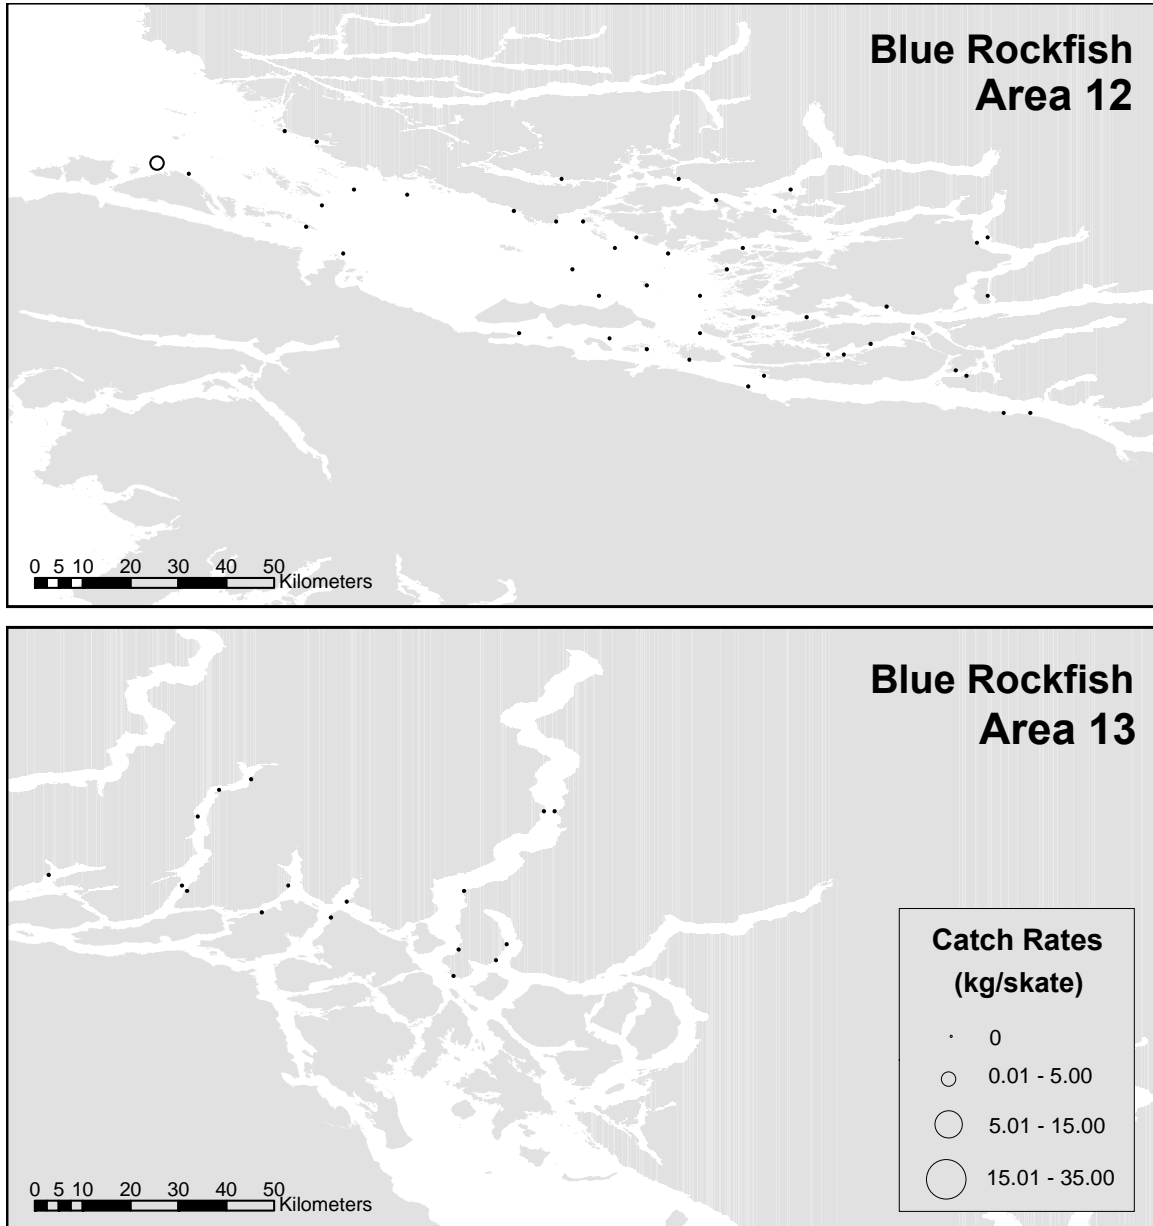 Blue Rockfish
Area 12
0 5 10 20 30 40 50
Kilometers
Blue Rockfish
Area 13
Catch Rates
(kg/skate)
0
0.01 - 5.00
5.01 - 15.00
15.01 - 35.00
0 5 10 20 30 40 50
Kilometers